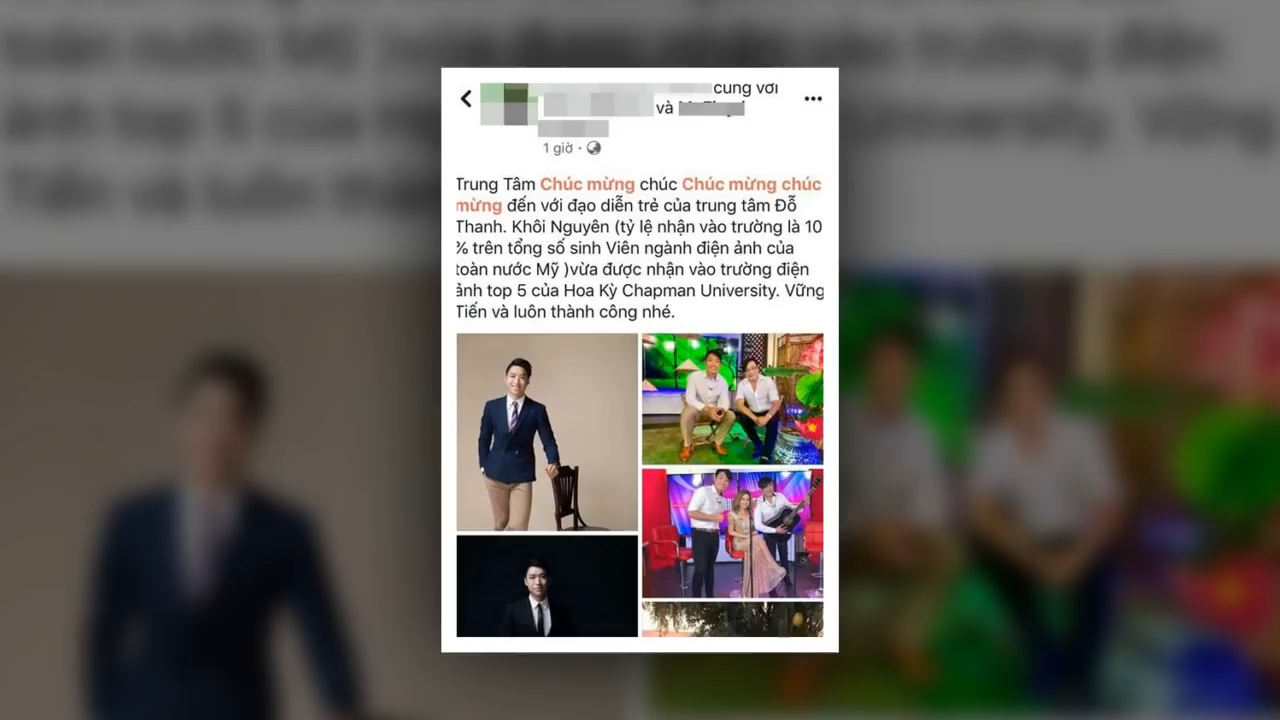 cùng với
và
1 giờ ·
Trung Tâm Chúc mừng chúc Chúc mừng chúc
mừng đến với đạo diễn trẻ của trung tâm Đỗ
Thanh. Khôi Nguyên (tỷ lệ nhận vào trường là 10
% trên tổng số sinh Viên ngành điện ảnh của
toàn nước Mỹ )vừa được nhận vào trường điện
ảnh top 5 của Hoa Kỳ Chapman University. Vững
Tiến và luôn thành công nhé.